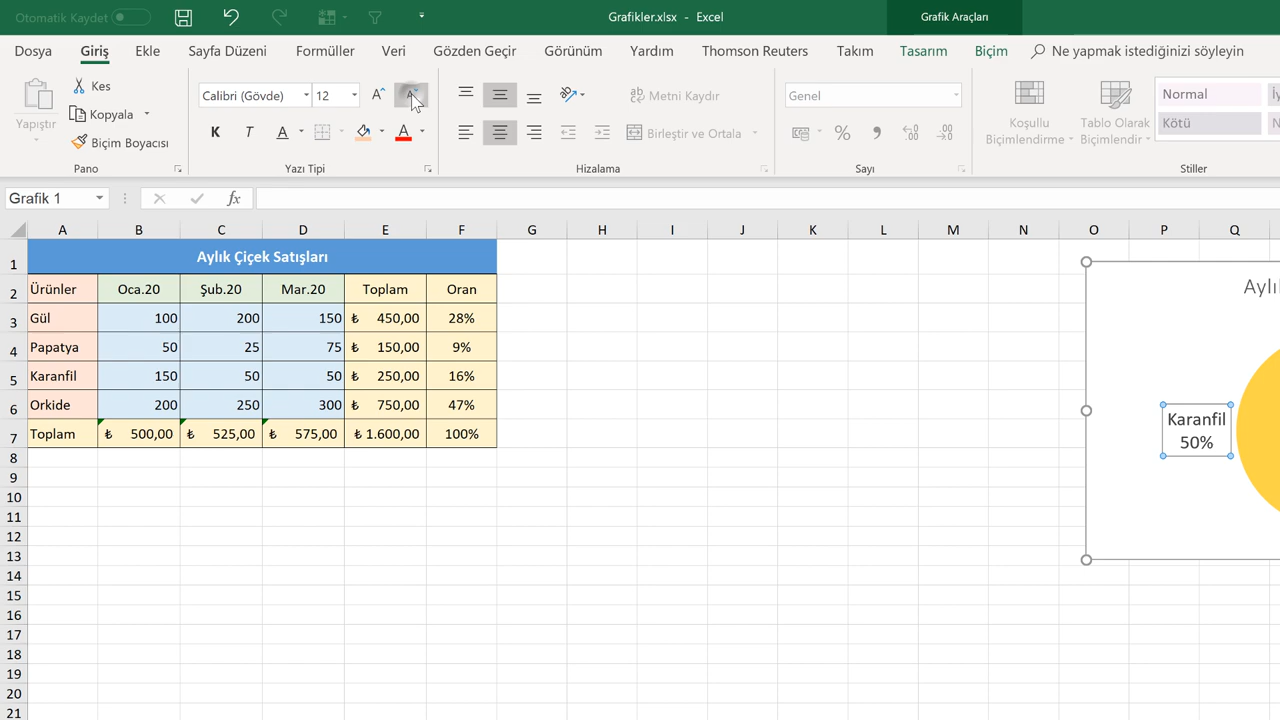 Otomatik Kaydet
Grafikler.xlsx - Excel
Grafik Araçları
Dosya Giriş Ekle Sayfa Düzeni Formüller Veri Gözden Geçir Görünüm Yardım Thomson Reuters Takım Tasarım Biçim Ne yapmak istediğinizi söyleyin
Yapıştır
Kes
Kopyala
Biçim Boyacısı
Pano
Calibri (Gövde) 12
K T A
Yazı Tipi
Metni Kaydır
Birleştir ve Ortala
Hizalama
Genel
Sayı
Koşullu Biçimlendirme
Tablo Olarak Biçimlendir
Normal
Kötü
Stiller
Grafik 1 fx
A B C D E F G H I J K L M N O P Q
1 Aylık Çiçek Satışları
2 Ürünler Oca.20 Şub.20 Mar.20 Toplam Oran
3 Gül 100 200 150 ₺ 450,00 28%
4 Papatya 50 25 75 ₺ 150,00 9%
5 Karanfil 150 50 50 ₺ 250,00 16%
6 Orkide 200 250 300 ₺ 750,00 47%
7 Toplam ₺ 500,00 ₺ 525,00 ₺ 575,00 ₺ 1.600,00 100%
8
9
10
11
12
13
14
15
16
17
18
19
20
21
Karanfil
50%